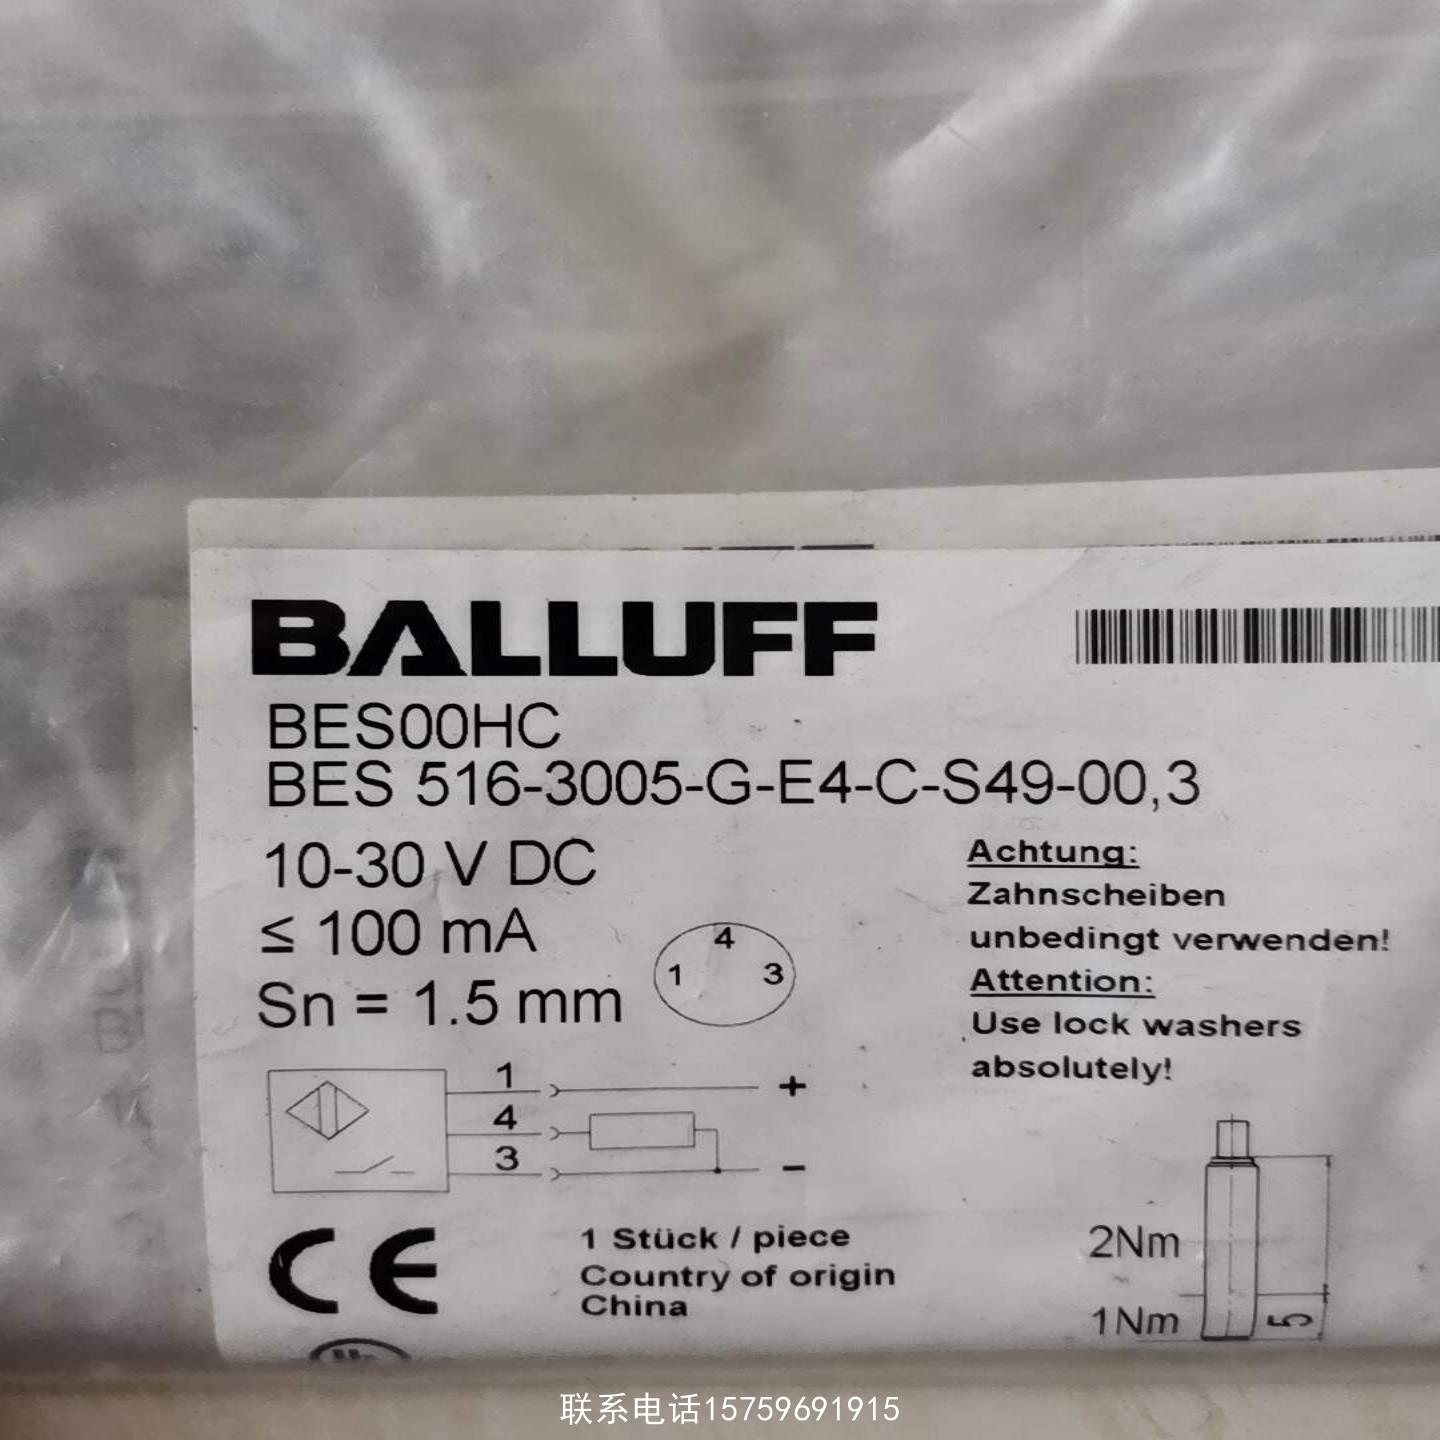 BALLUFF
BES00HC
BES 516-3005-G-E4-C-S49-00,3
10-30 V DC
≤ 100 mA
Sn = 1.5 mm
4
1 3
Achtung:
Zahnscheiben
unbedingt verwenden!
Attention:
Use lock washers
absolutely!
1 +
4
3 −
CE
1 Stück / piece
Country of origin
China
2Nm
1Nm 5
联系电话15759691915